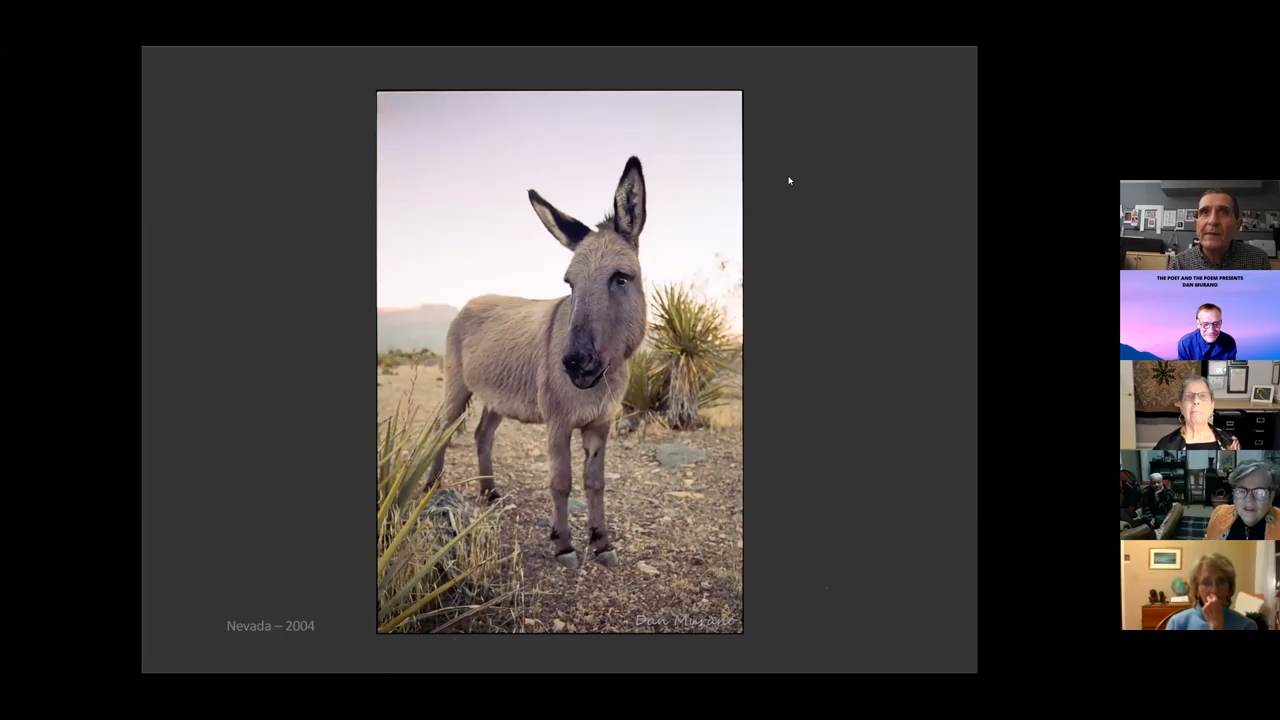 THE POET AND THE POEM PRESENTS
DAN MURANO
Nevada – 2004
Dan Murano